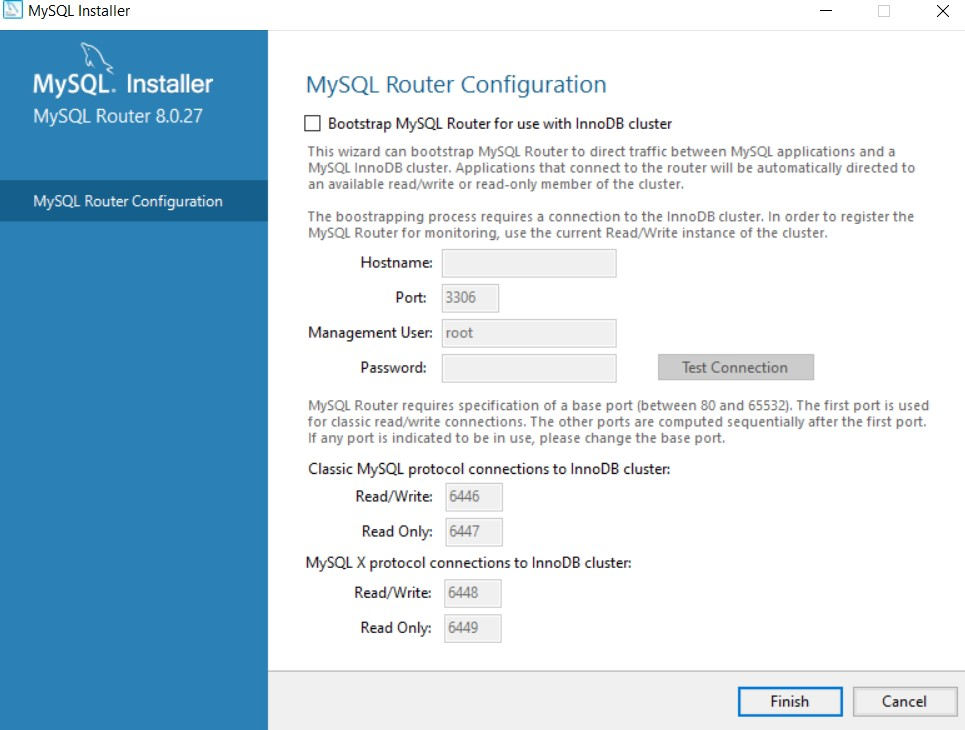 MySQL Installer
MySQL. Installer
MySQL Router 8.0.27
MySQL Router Configuration
MySQL Router Configuration
Bootstrap MySQL Router for use with InnoDB cluster
This wizard can bootstrap MySQL Router to direct traffic between MySQL applications and a
MySQL InnoDB cluster. Applications that connect to the router will be automatically directed to
an available read/write or read-only member of the cluster.
The boostrapping process requires a connection to the InnoDB cluster. In order to register the
MySQL Router for monitoring, use the current Read/Write instance of the cluster.
Hostname:
Port: 3306
Management User: root
Password:
Test Connection
MySQL Router requires specification of a base port (between 80 and 65532). The first port is used
for classic read/write connections. The other ports are computed sequentially after the first port.
If any port is indicated to be in use, please change the base port.
Classic MySQL protocol connections to InnoDB cluster:
Read/Write: 6446
Read Only: 6447
MySQL X protocol connections to InnoDB cluster:
Read/Write: 6448
Read Only: 6449
Finish Cancel